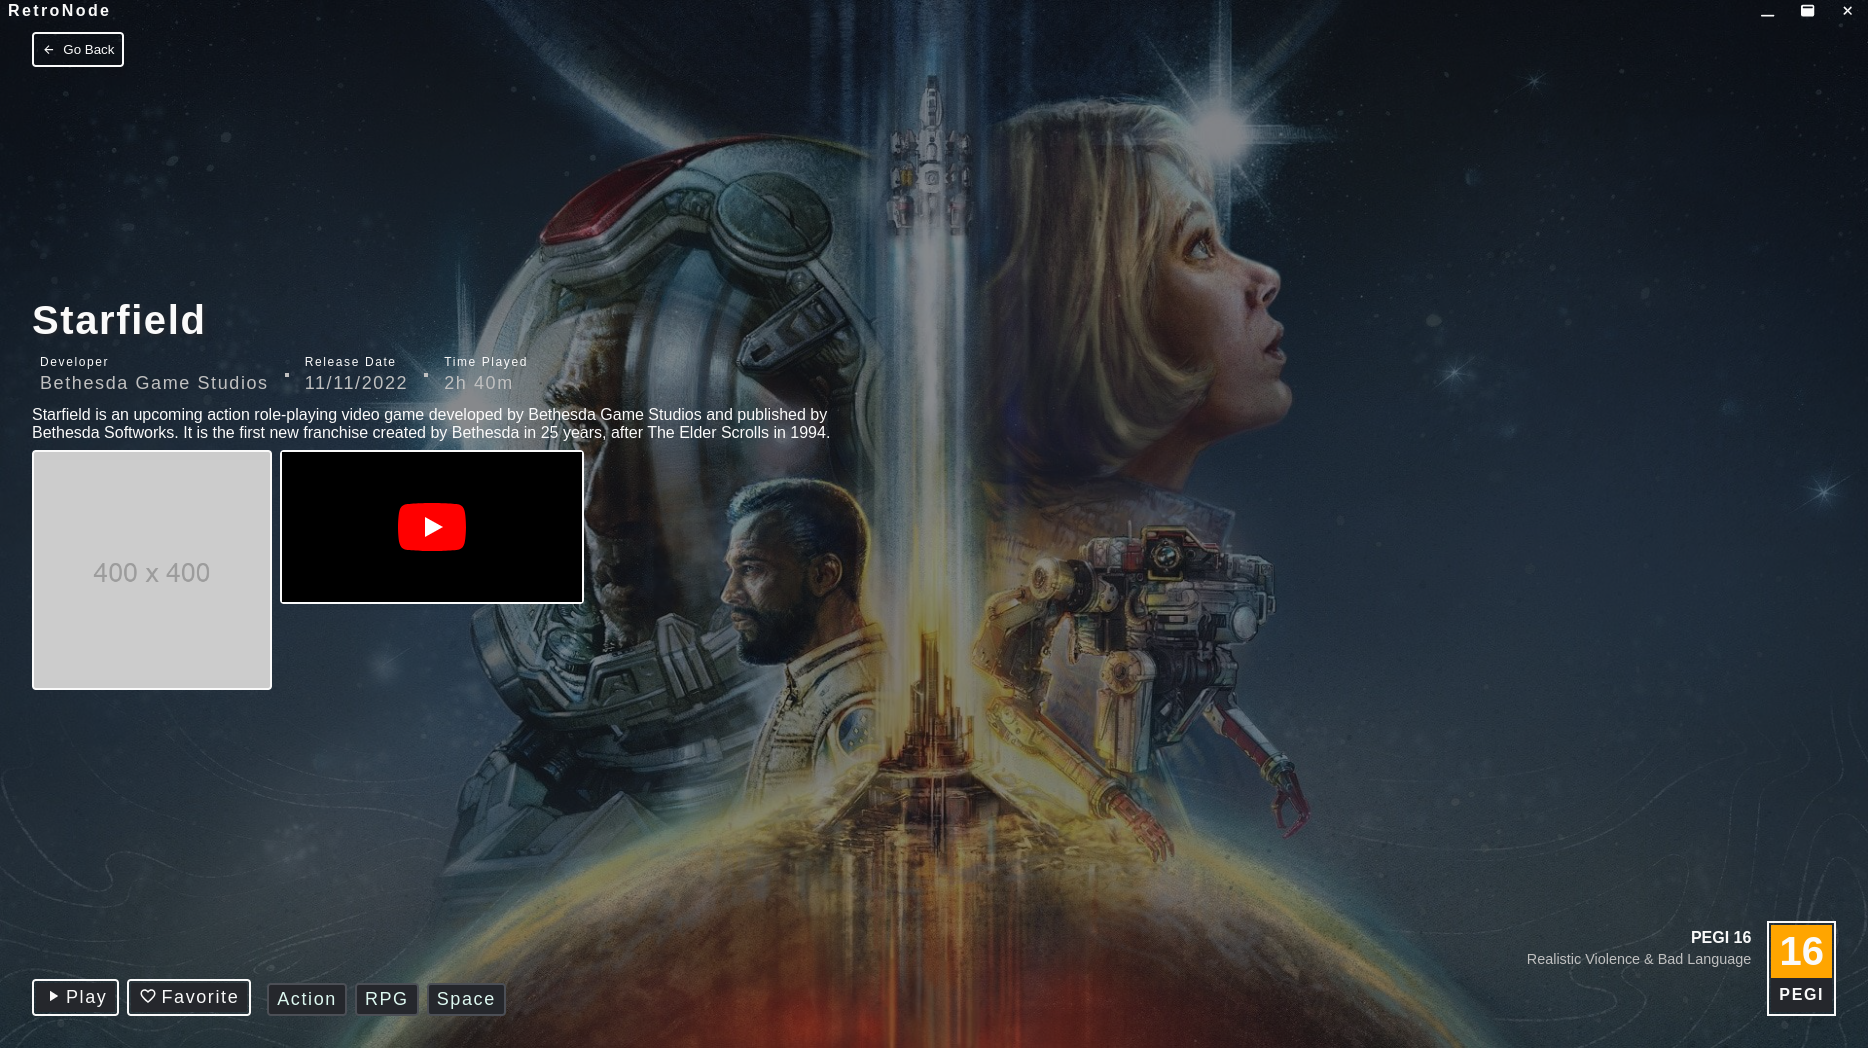 RetroNode
Go Back
Starfield
Developer
Bethesda Game Studios
Release Date
11/11/2022
Time Played
2h 40m
Starfield is an upcoming action role-playing video game developed by Bethesda Game Studios and published by
Bethesda Softworks. It is the first new franchise created by Bethesda in 25 years, after The Elder Scrolls in 1994.
400 x 400
PEGI 16
Realistic Violence & Bad Language
16
PEGI
Play
Favorite
Action
RPG
Space